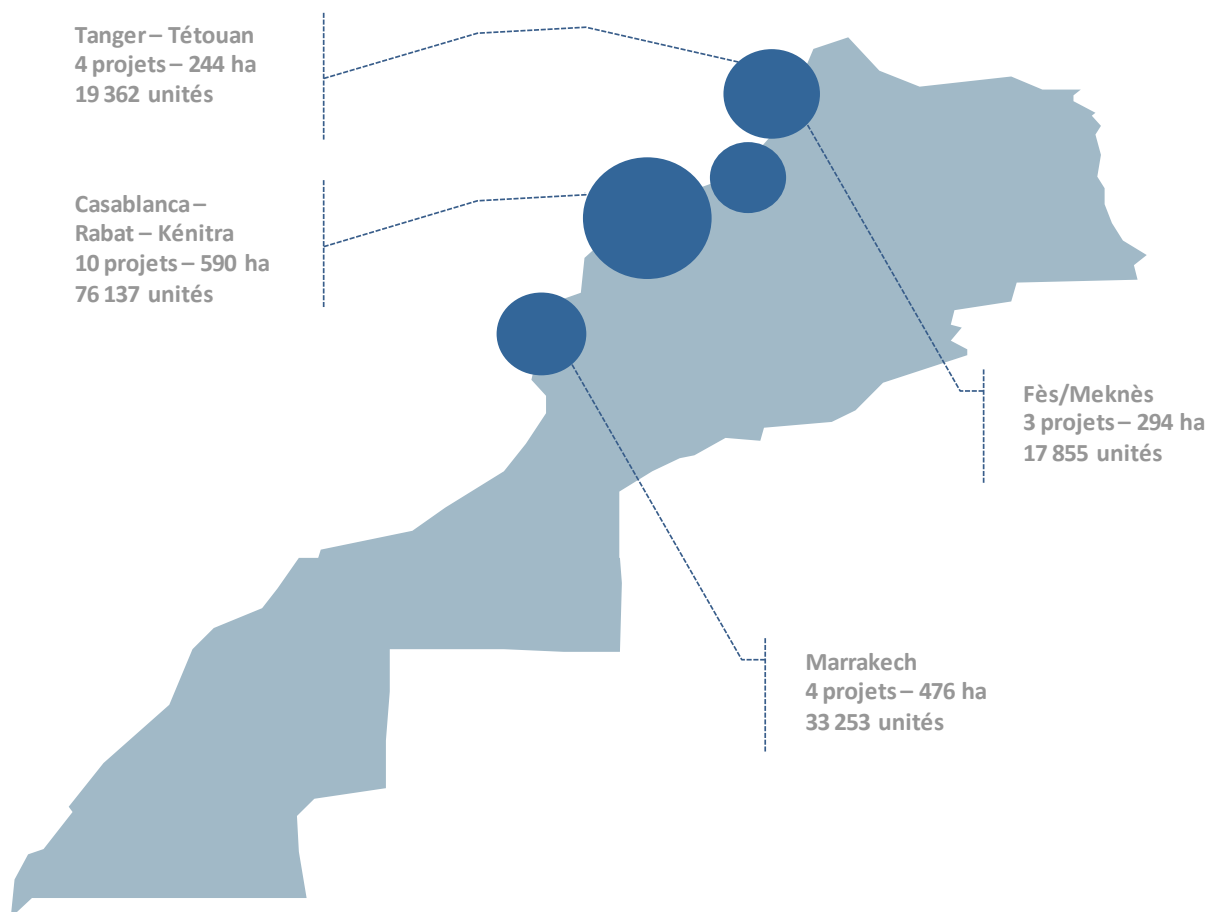 Tanger – Tétouan
4 projets – 244 ha
19 362 unités
Casablanca –
Rabat – Kénitra
10 projets – 590 ha
76 137 unités
Fès/Meknès
3 projets – 294 ha
17 855 unités
Marrakech
4 projets – 476 ha
33 253 unités